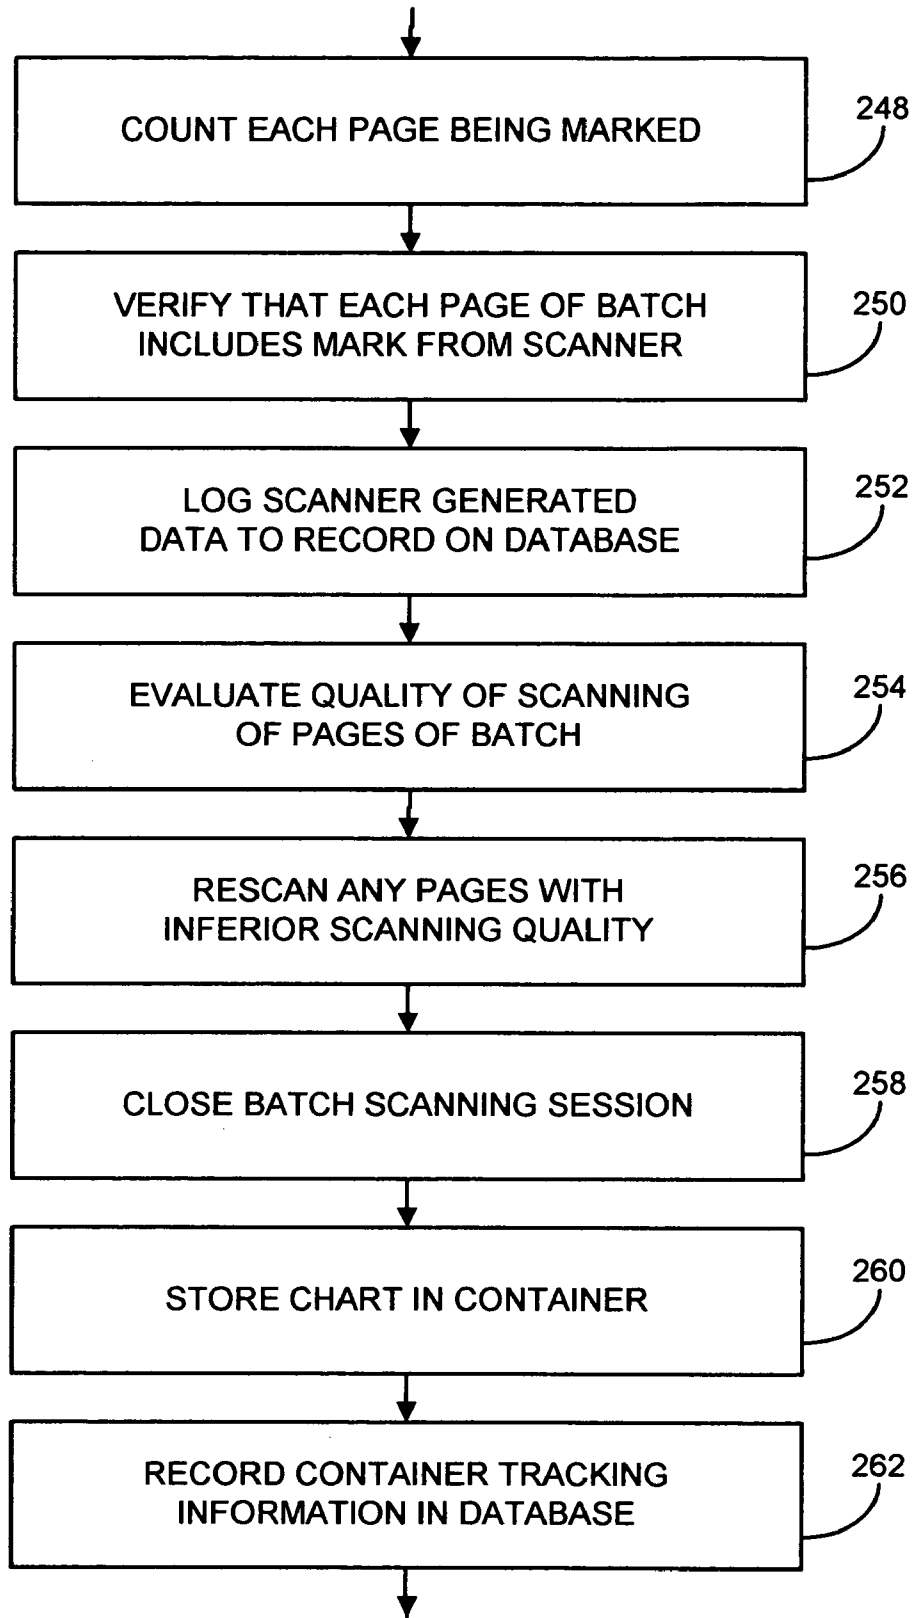 COUNT EACH PAGE BEING MARKED
248
VERIFY THAT EACH PAGE OF BATCH
INCLUDES MARK FROM SCANNER
250
LOG SCANNER GENERATED
DATA TO RECORD ON DATABASE
252
EVALUATE QUALITY OF SCANNING
OF PAGES OF BATCH
254
RESCAN ANY PAGES WITH
INFERIOR SCANNING QUALITY
256
CLOSE BATCH SCANNING SESSION
258
STORE CHART IN CONTAINER
260
RECORD CONTAINER TRACKING
INFORMATION IN DATABASE
262